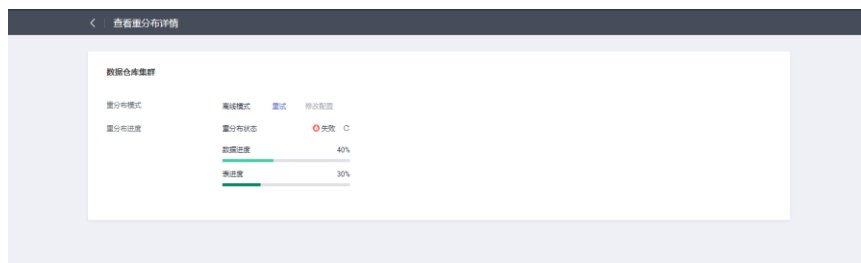 查看重分布详情
数据仓库集群
重分布模式 离线模式 重试 修改配置
重分布进度 重分布状态 失败
数据进度 40%
表进度 30%